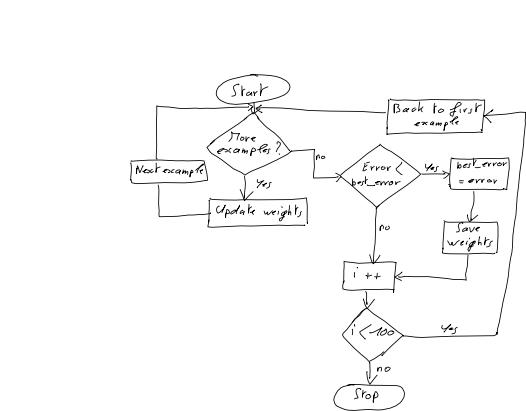 Start
Back to first
example
More
examples?
no
Error <
best_error
yes
best_error
= error
Next example
yes
Update weights
no
Save
weights
i ++
i < 100
yes
no
Stop